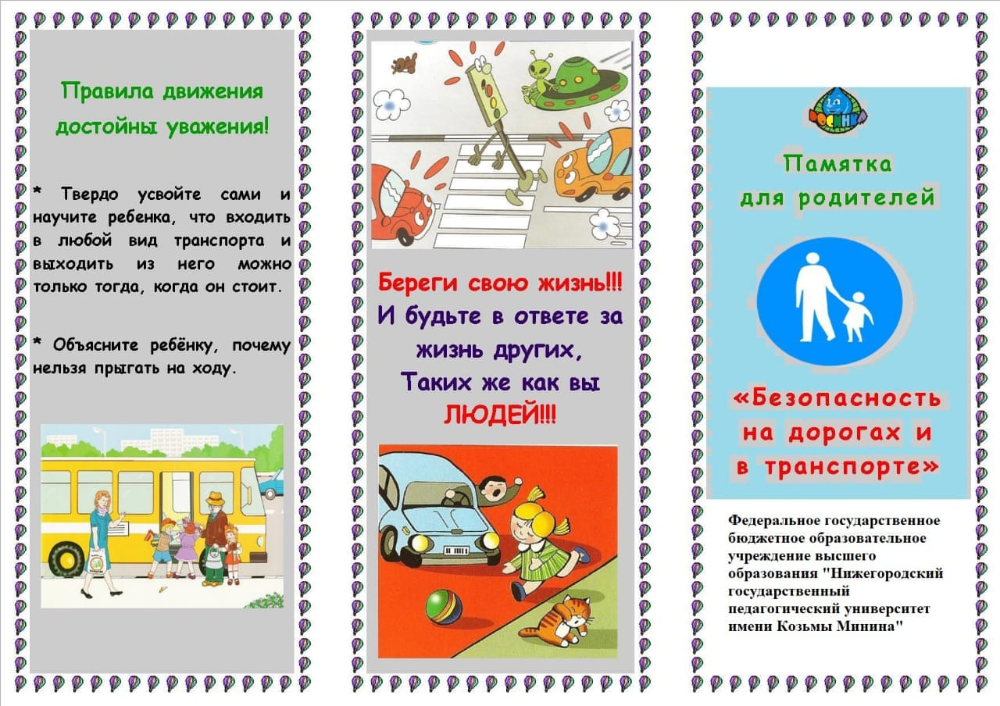 Правила движения
достойны уважения!
* Твердо усвойте сами и
научите ребенка, что входить
в любой вид транспорта и
выходить из него можно
только тогда, когда он стоит.
* Объясните ребёнку, почему
нельзя прыгать на ходу.
Береги свою жизнь!!!
И будьте в ответе за
жизнь других,
Таких же как вы
ЛЮДЕЙ!!!
РОСИНКА
Памятка
для родителей
«Безопасность
на дорогах и
в транспорте»
Федеральное государственное
бюджетное образовательное
учреждение высшего
образования "Нижегородский
государственный
педагогический университет
имени Козьмы Минина"